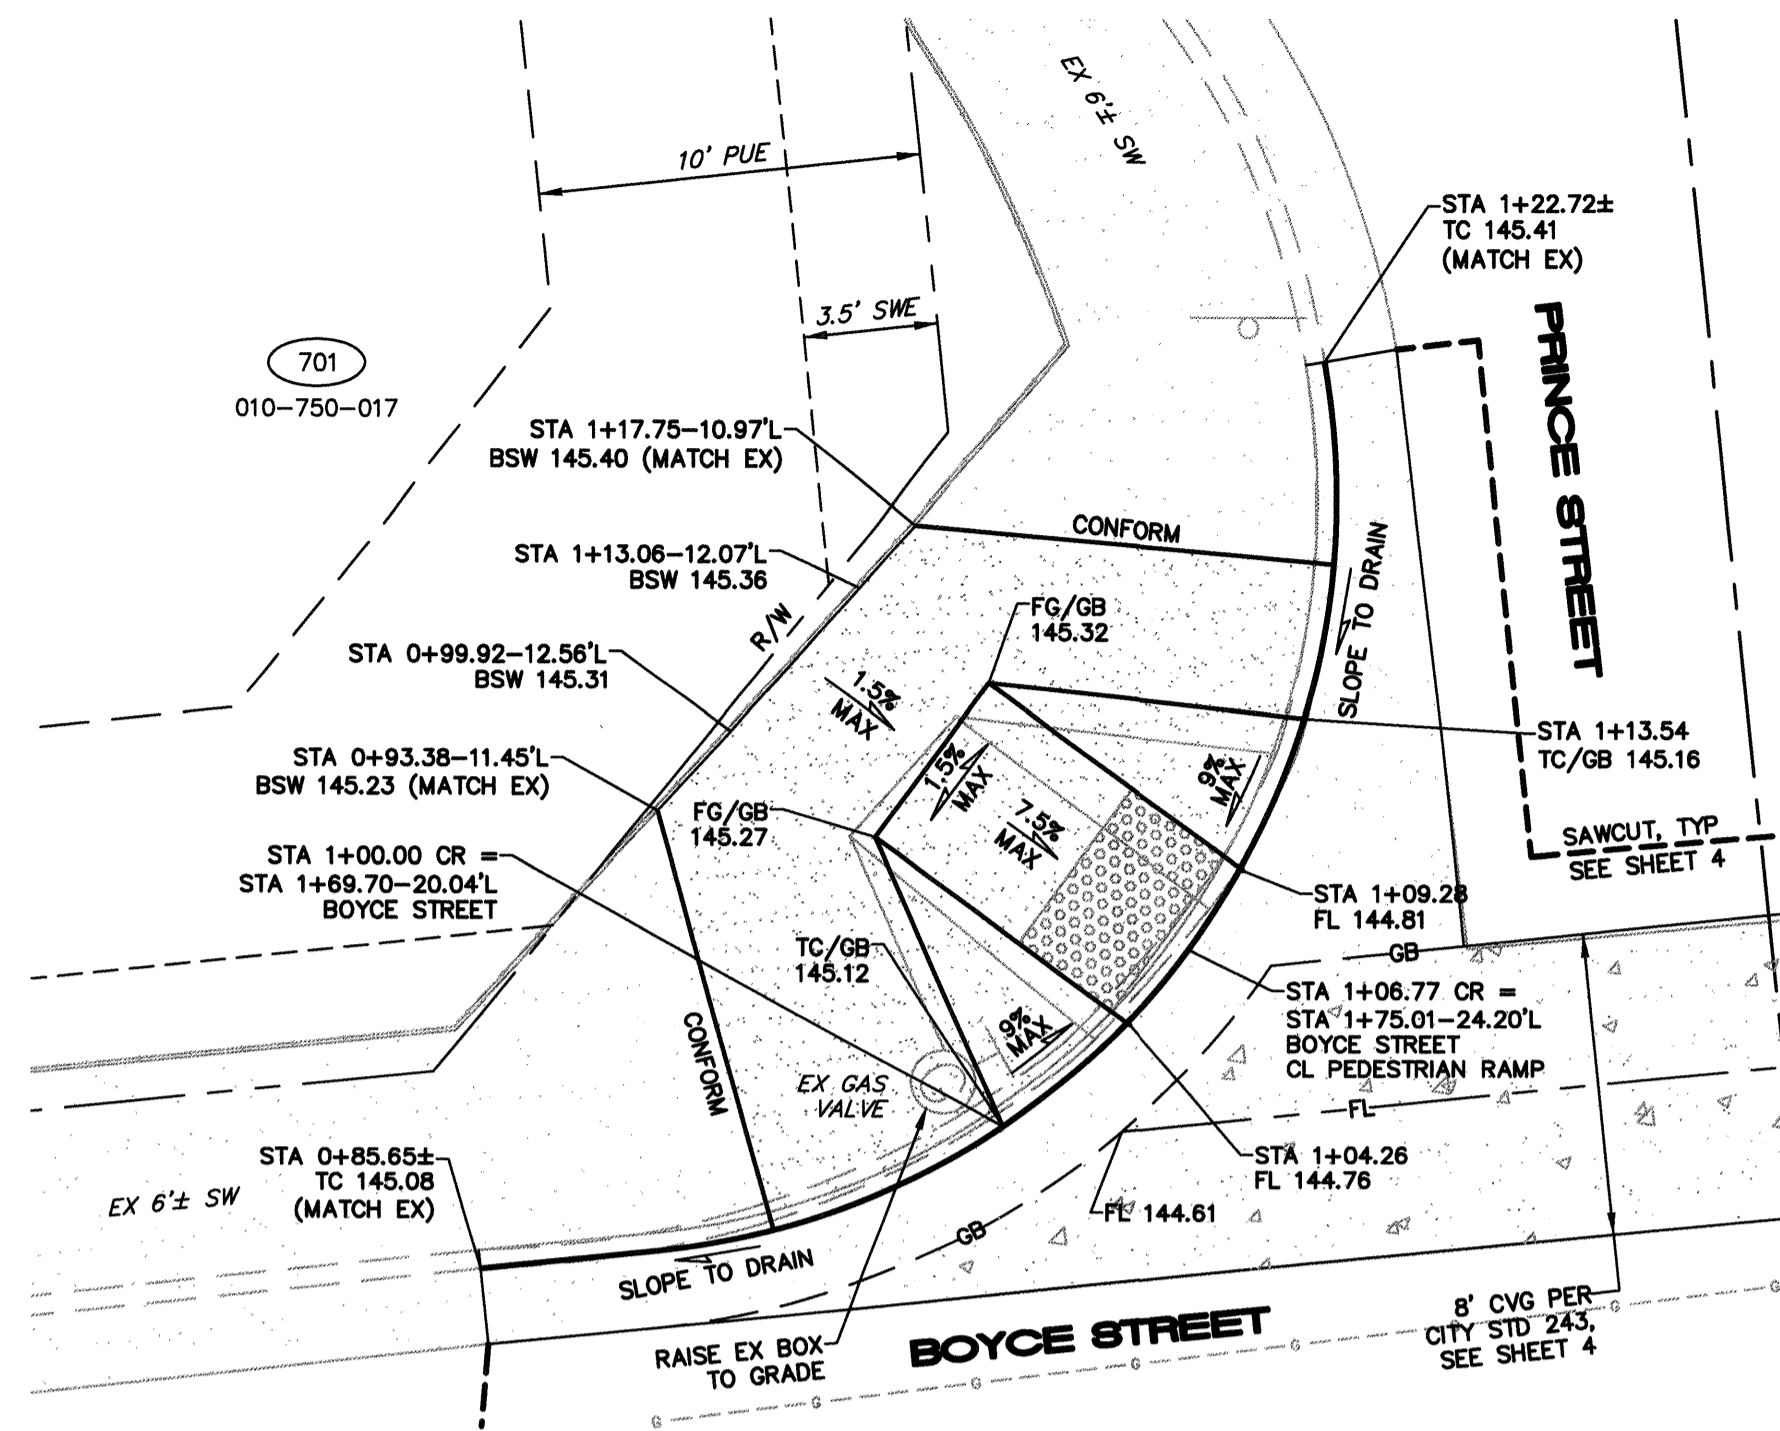 EX 6'± SW
10' PUE
STA 1+22.72±
TC 145.41
(MATCH EX)
3.5' SWE
PRINCE STREET
701
010-750-017
STA 1+17.75-10.97'L
BSW 145.40 (MATCH EX)
CONFORM
STA 1+13.06-12.07'L
BSW 145.36
SLOPE TO DRAIN
R/W
FG/GB
145.32
STA 0+99.92-12.56'L
BSW 145.31
1.5%
MAX
STA 1+13.54
TC/GB 145.16
STA 0+93.38-11.45'L
BSW 145.23 (MATCH EX)
1.5%
MAX
9%
MAX
FG/GB
145.27
7.5%
MAX
SAWCUT, TYP
SEE SHEET 4
STA 1+00.00 CR =
STA 1+69.70-20.04'L
BOYCE STREET
STA 1+09.28
FL 144.81
GB
TC/GB
145.12
STA 1+06.77 CR =
STA 1+75.01-24.20'L
BOYCE STREET
CL PEDESTRIAN RAMP
CONFORM
9%
MAX
EX GAS
VALVE
FL
STA 0+85.65±
TC 145.08
(MATCH EX)
EX 6'± SW
STA 1+04.26
FL 144.76
FL 144.61
GB
SLOPE TO DRAIN
8' CVG PER
CITY STD 243,
SEE SHEET 4
RAISE EX BOX
TO GRADE
BOYCE STREET
G
G
G
G
G
G
G